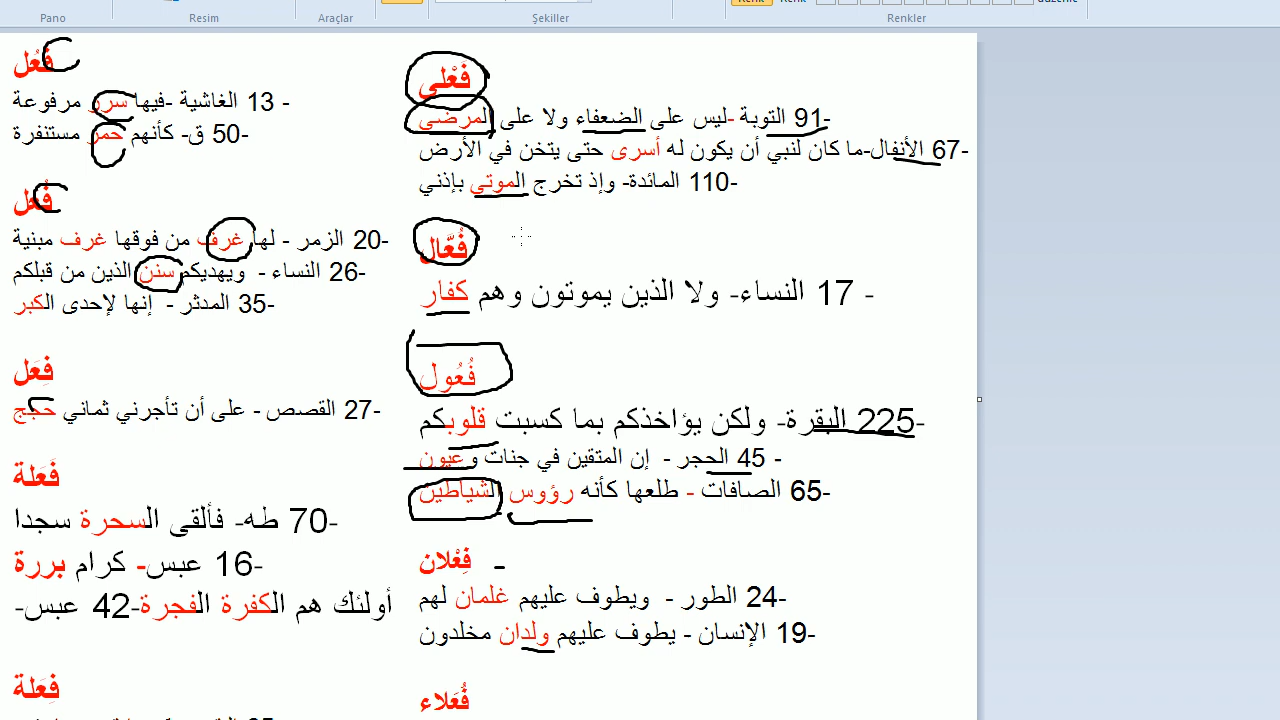 Pano
Resim
Araçlar
Şekiller
Renkler
فَعْلي
-91 التوبة -ليس على الضعفاء ولا على المرضى
-67 الأنفال-ما كان لنبي أن يكون له أسرى حتى يتخن في الأرض
-110 المائدة- وإذ تخرج الموتي بإذني
فُعَّال
- 17 النساء- ولا الذين يموتون وهم كفار
فُعُول
-225 البقرة- ولكن يؤاخذكم بما كسبت قلوبكم
- 45 الحجر - إن المتقين في جنات وعيون
-65 الصافات - طلعها كأنه رؤوس الشياطين
فِعْلان -
-24 الطور - ويطوف عليهم غلمان لهم
-19 الإنسان - يطوف عليهم ولدان مخلدون
فُعَلاء
فُعُل
- 13 الغاشية -فيها سرر مرفوعة
-50 ق- كأنهم حمر مستنفرة
فُعَل
-20 الزمر - لها غرف من فوقها غرف مبنية
-26 النساء - ويهديكم سنن الذين من قبلكم
-35 المدثر - إنها لإحدى الكبر
فِعَل
-27 القصص - على أن تأجرني ثماني حجج
فَعَلة
-70 طه- فألقى السحرة سجدا
-16 عبس- كرام بررة
أولئك هم الكفرة الفجرة-42 عبس-
فِعَلة